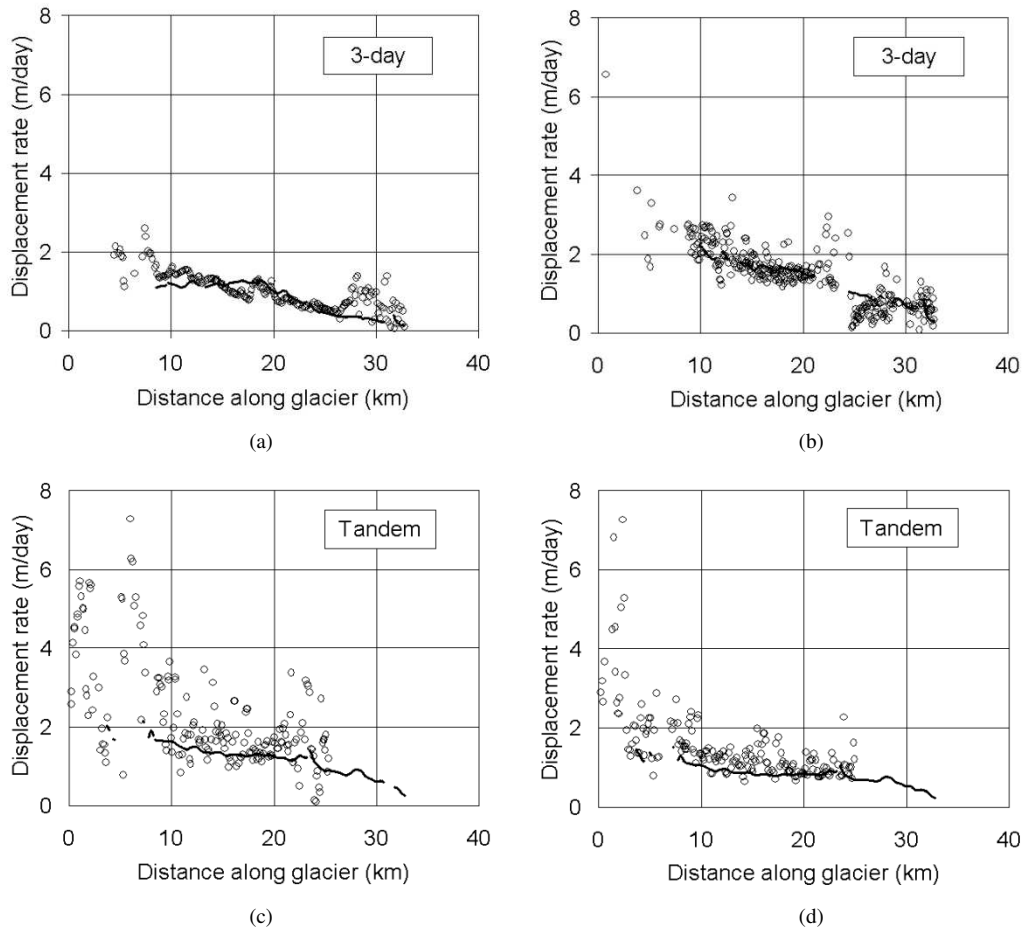 8
3-day
6
4
2
0
0 10 20 30 40
Displacement rate (m/day)
Distance along glacier (km)
(a)
8
3-day
6
4
2
0
0 10 20 30 40
Displacement rate (m/day)
Distance along glacier (km)
(b)
8
Tandem
6
4
2
0
0 10 20 30 40
Displacement rate (m/day)
Distance along glacier (km)
(c)
8
Tandem
6
4
2
0
0 10 20 30 40
Displacement rate (m/day)
Distance along glacier (km)
(d)